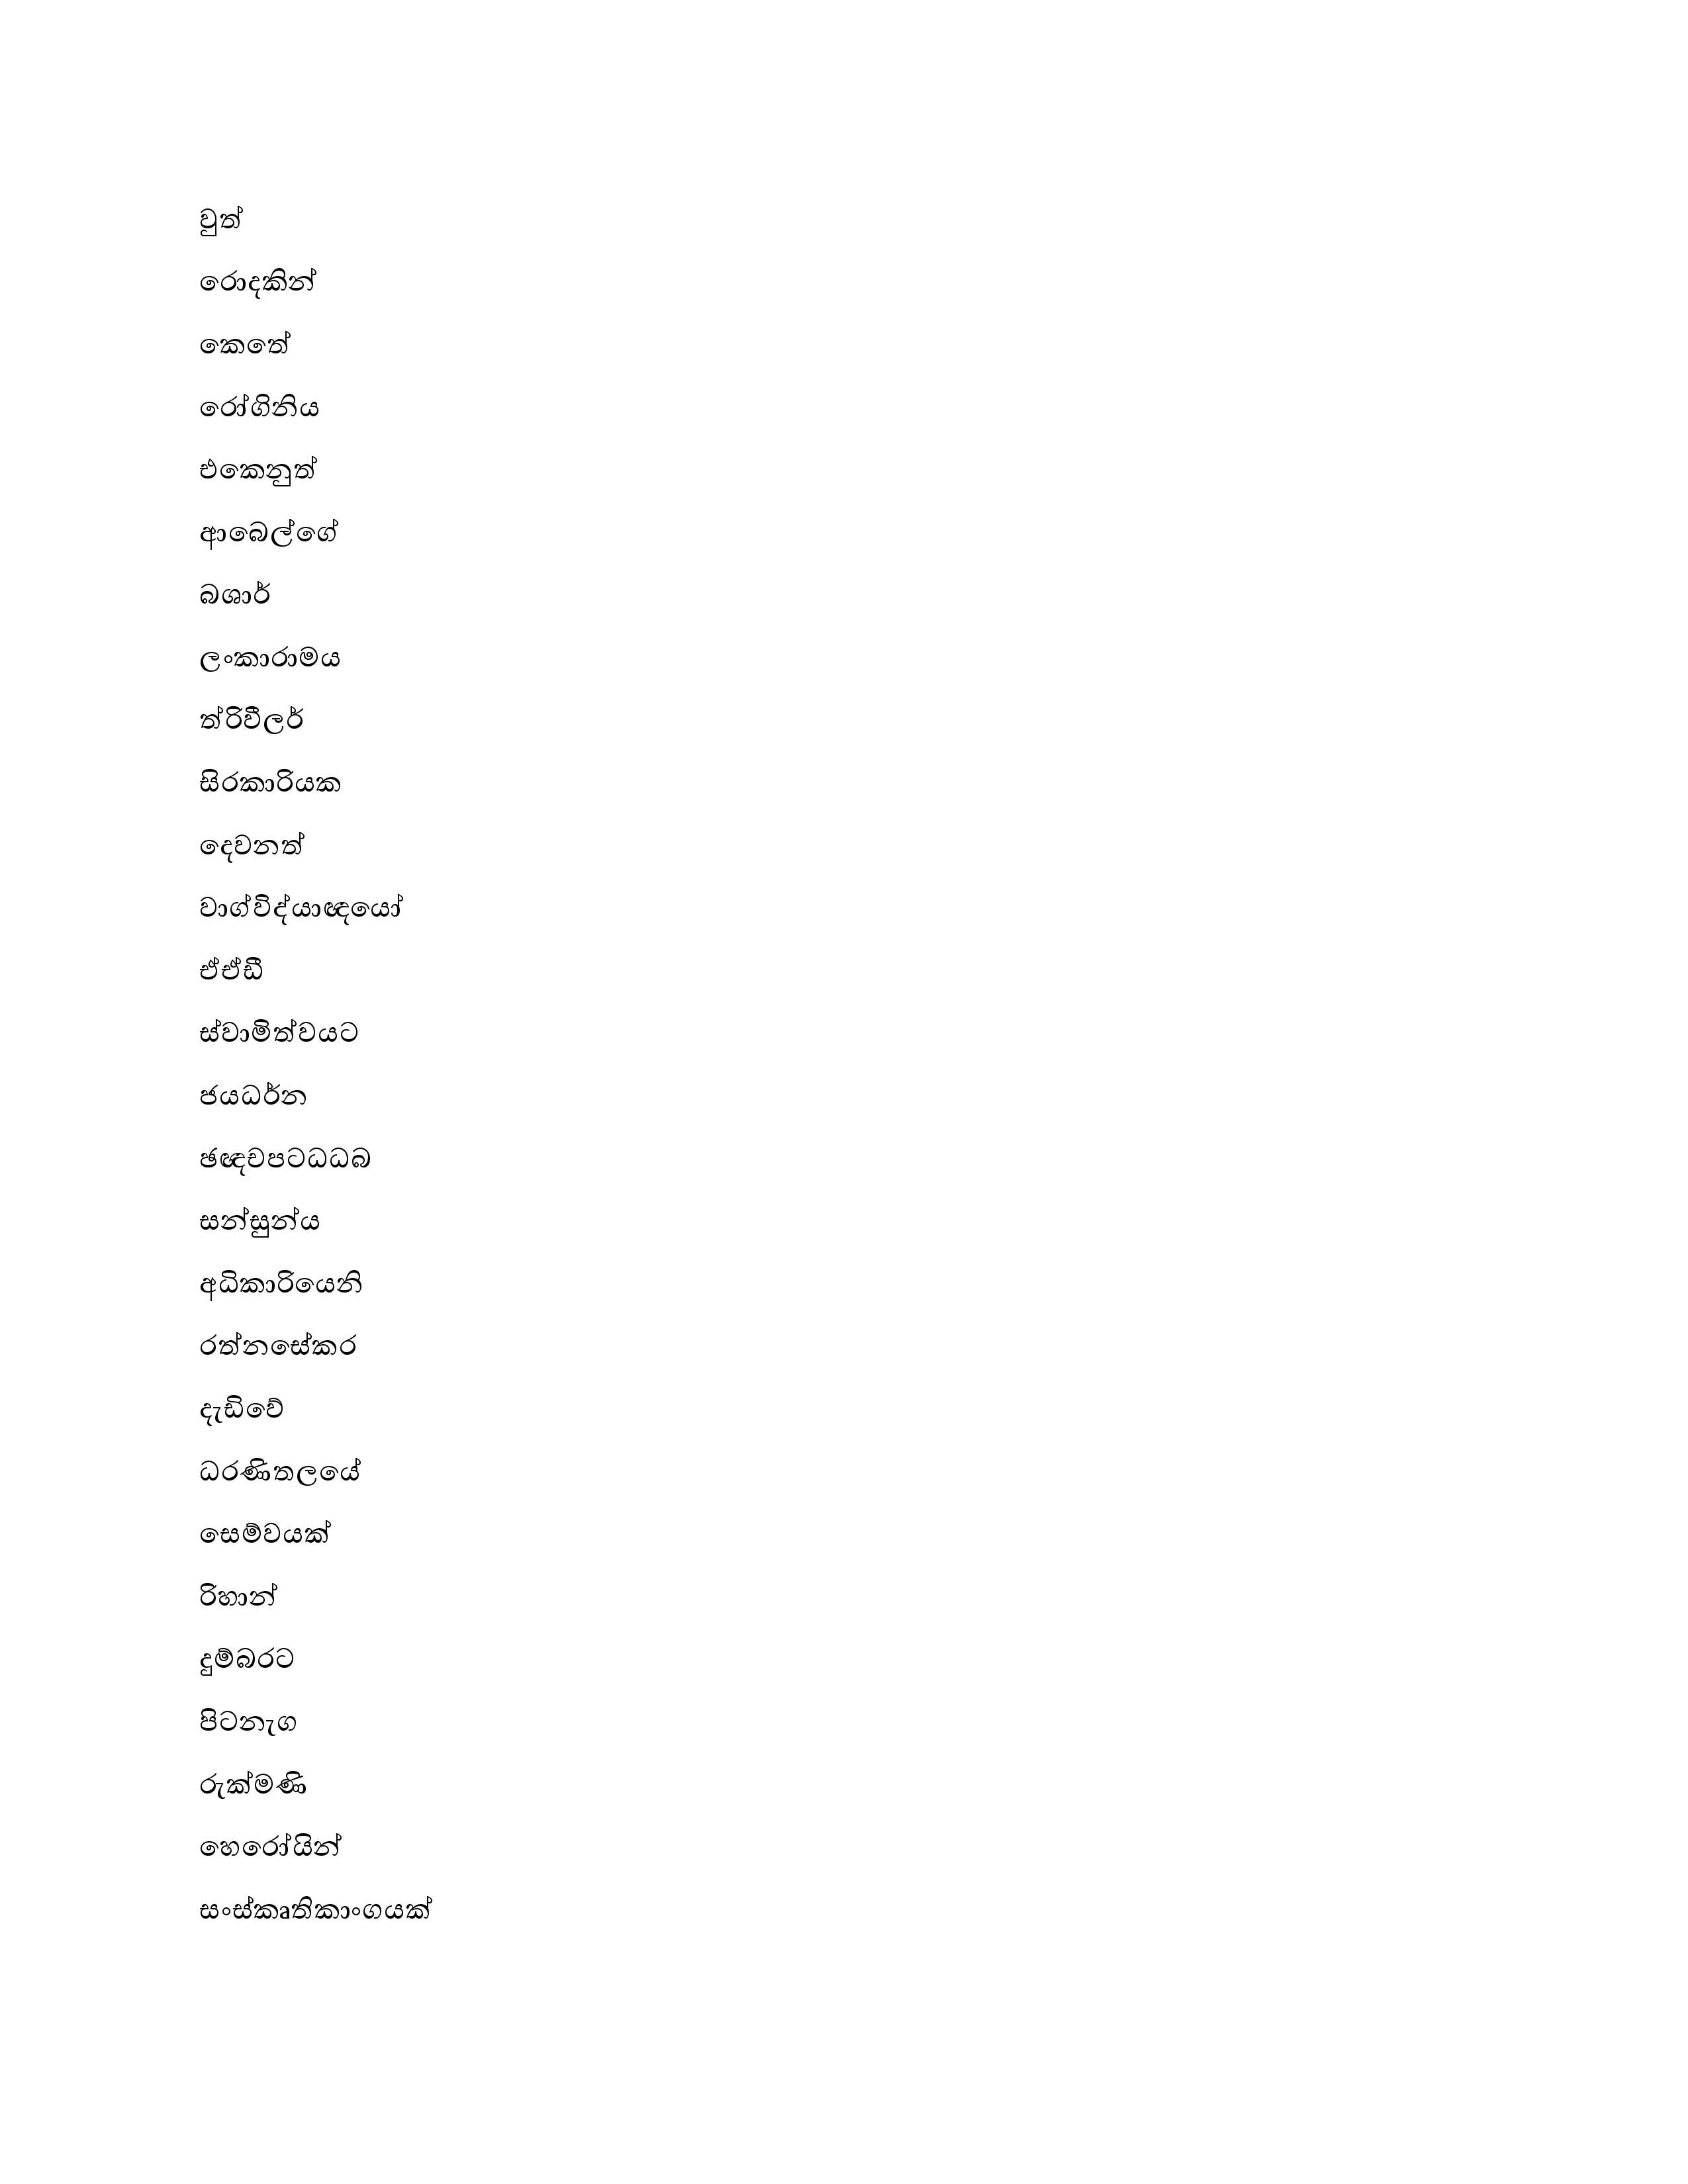 වුත්
රොදකින්
කෙතේ
රෝගිනිය
එකෙනුත්
ආබෙල්ගේ
බශාර්
ලංකාරාමය
ත්රිවීලර්
සිරකාරියක
දෙවනත්
වාග්විද්යාඥයෝ
ඒඒඩී
ස්වාමිත්වයට
ජයධර්න
ඡඥචපටධධබ
සන්සුන්ය
අධිකාරියෙනි
රත්නසේකර
දැඩිවේ
ධරණිතලයේ
සෙම්වයක්
රිහාන්
දුම්බරට
පිටනැග
රුක්මණි
හෙරෝයින්
සංස්කෘතිකාංගයක්